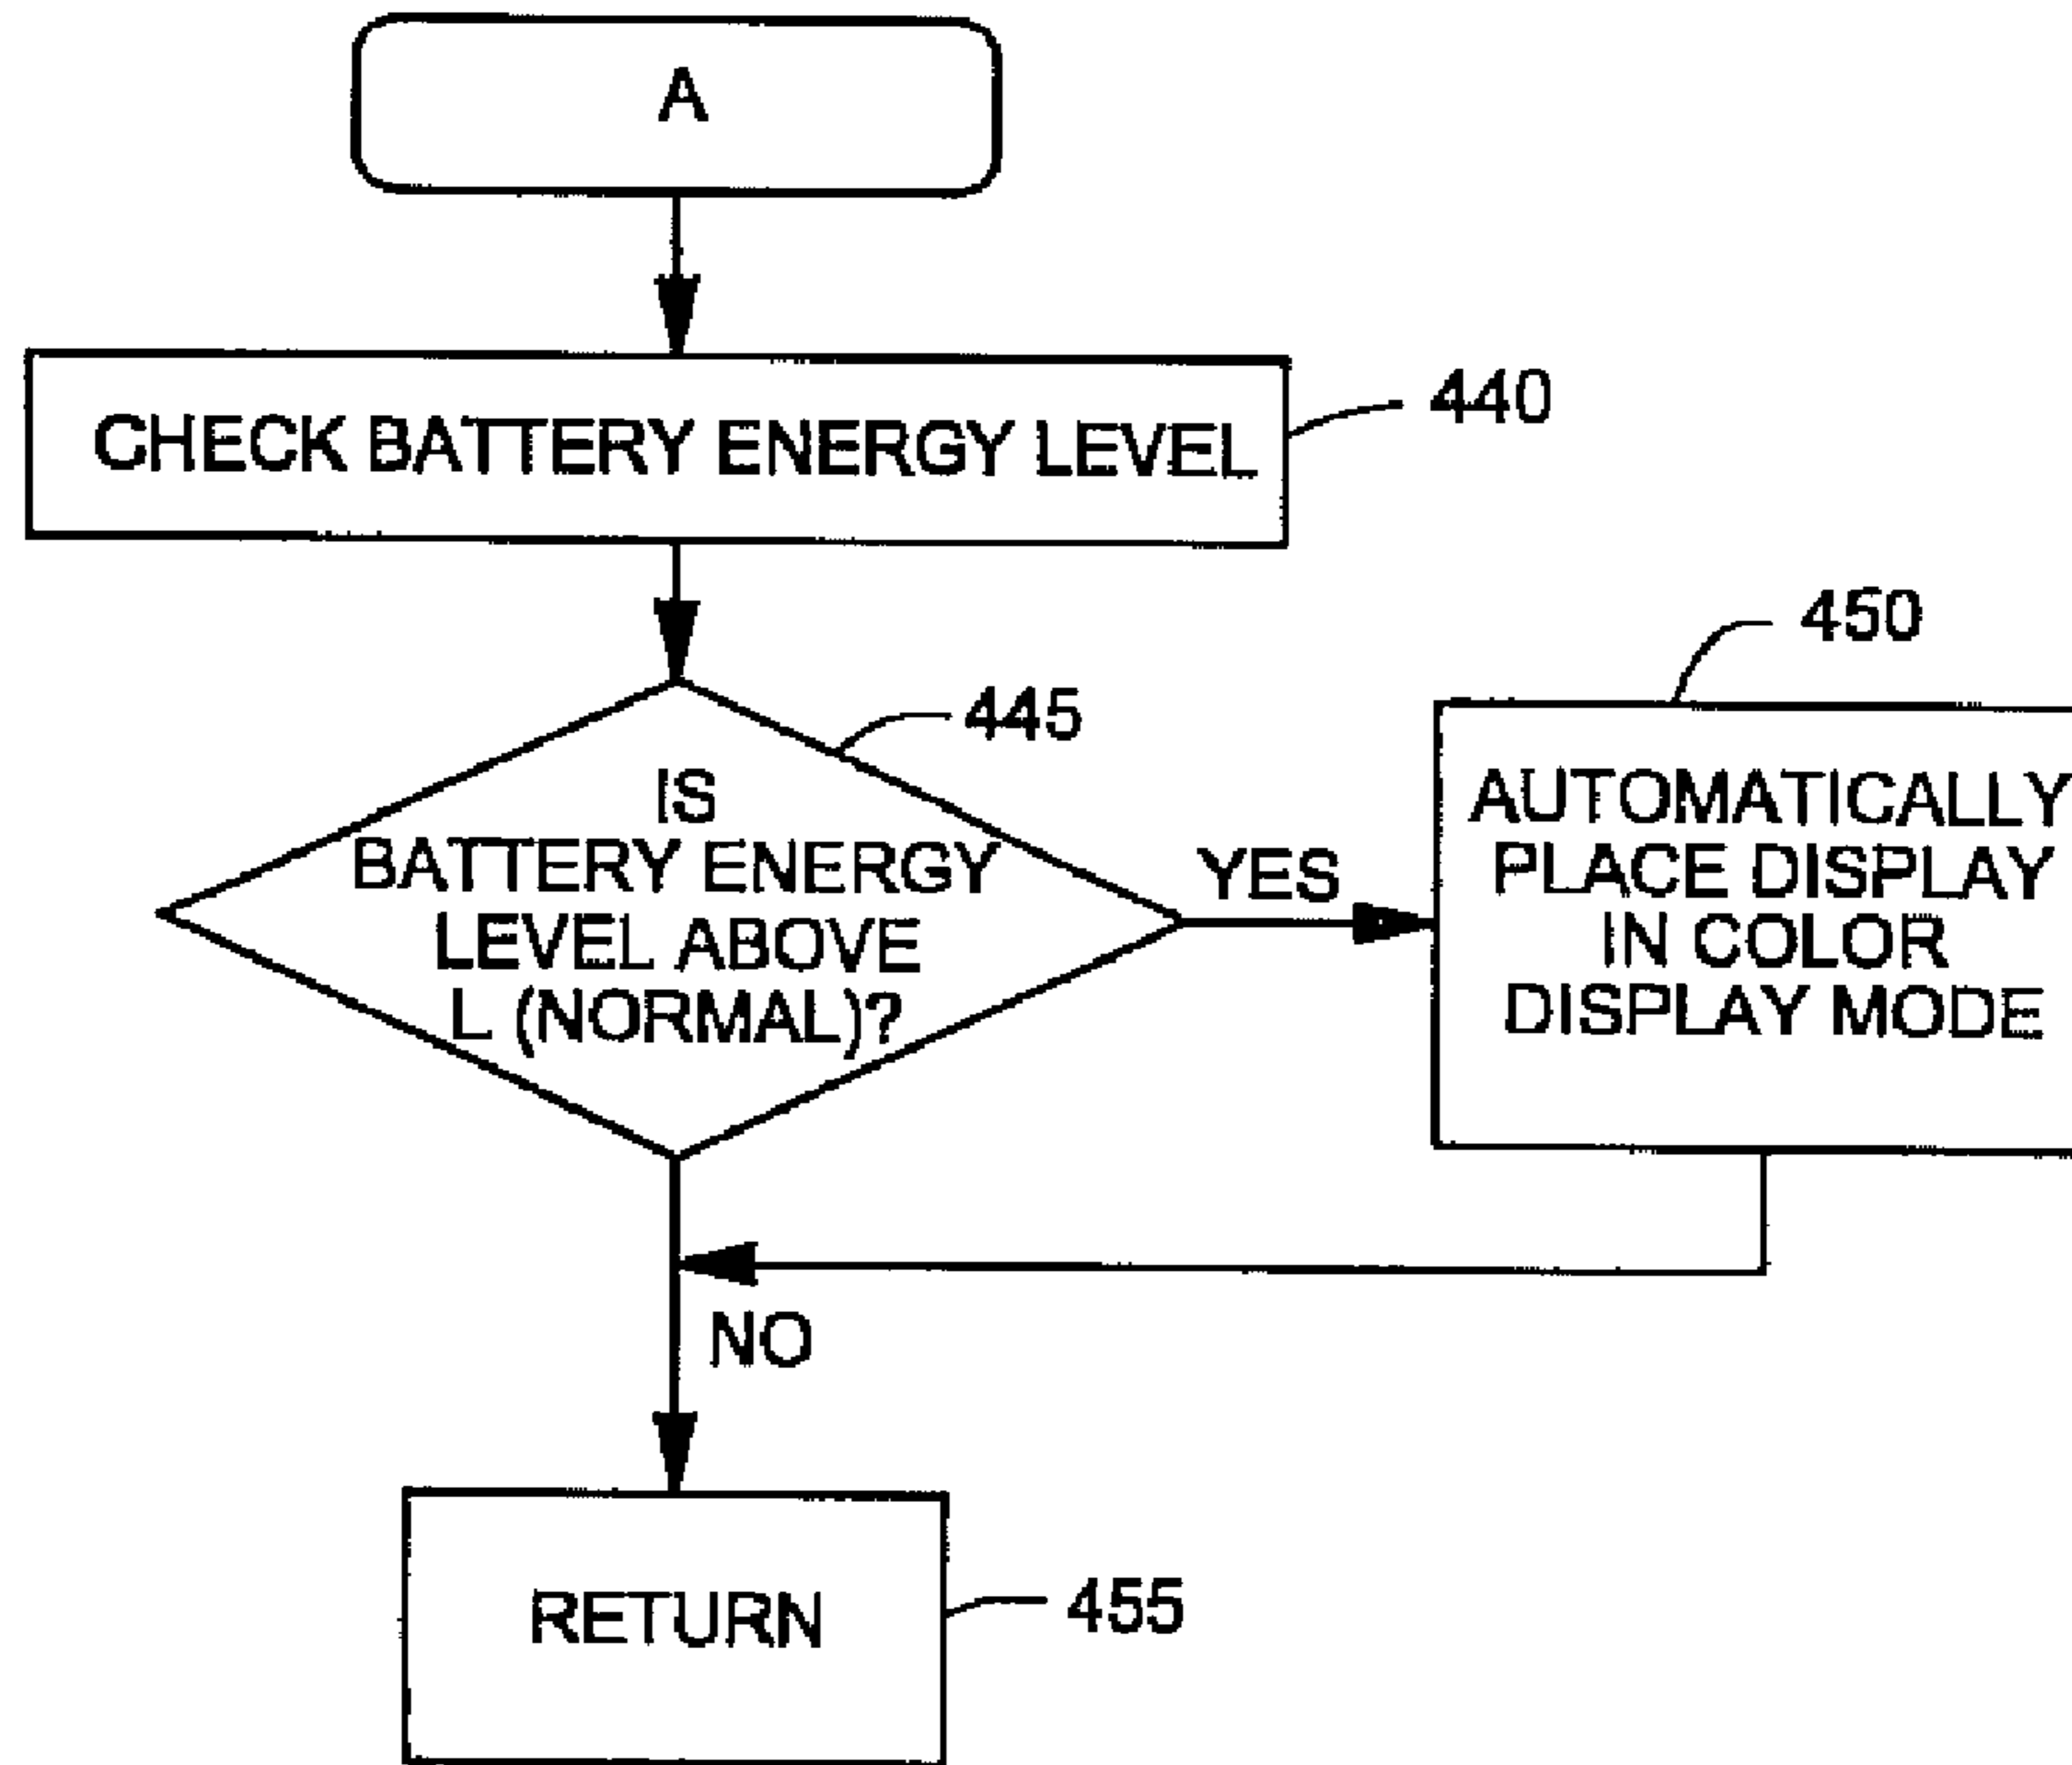 A
CHECK BATTERY ENERGY LEVEL
440
445
IS
BATTERY ENERGY
LEVEL ABOVE
L (NORMAL)?
YES
450
AUTOMATICALLY
PLACE DISPLAY
IN COLOR
DISPLAY MODE
NO
RETURN
455